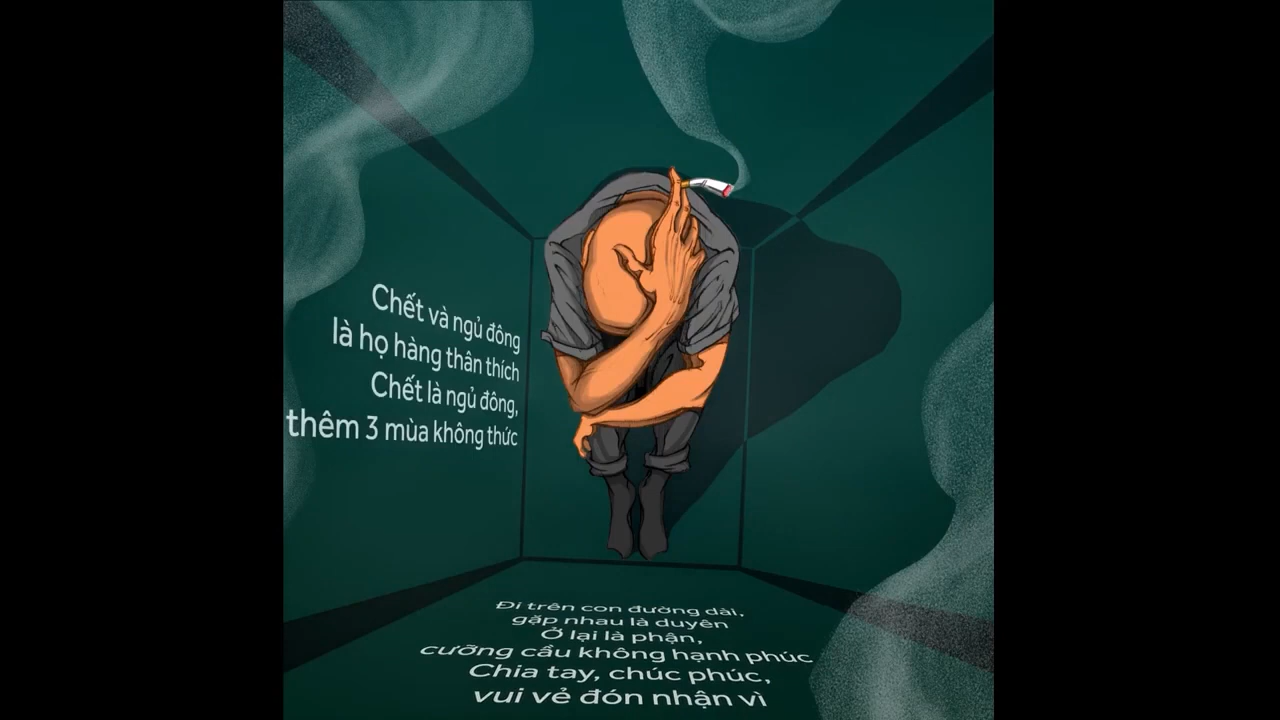 Chết và ngủ đông
là họ hàng thân thích
Chết là ngủ đông,
thêm 3 mùa không thức
Đi trên con đường dài,
gặp nhau là duyên
Ở lại là phận,
cưỡng cầu không hạnh phúc
Chia tay, chúc phúc,
vui vẻ đón nhận vì